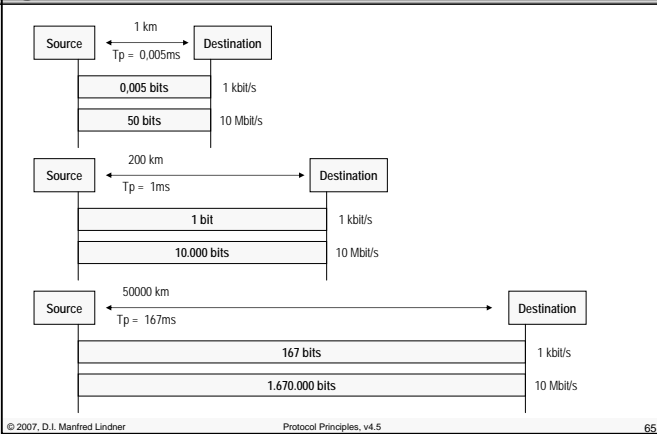 1 km
Source Destination
Tp = 0,005ms
0,005 bits 1 kbit/s
50 bits 10 Mbit/s
200 km
Source Destination
Tp = 1ms
1 bit 1 kbit/s
10.000 bits 10 Mbit/s
50000 km
Source Destination
Tp = 167ms
167 bits 1 kbit/s
1.670.000 bits 10 Mbit/s
© 2007, D.I. Manfred Lindner Protocol Principles, v4.5 65